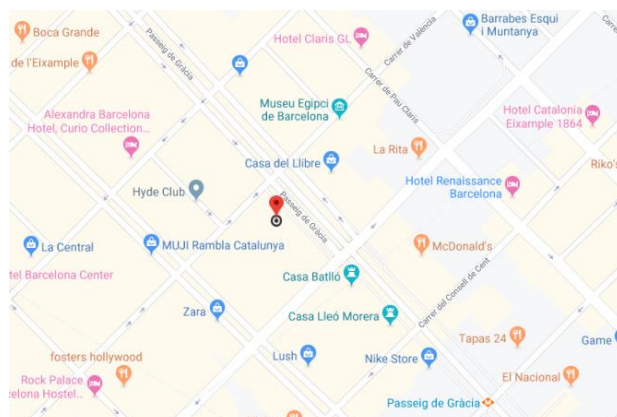 Boca Grande
de l'Eixample
Passeig de Gràcia
Hotel Claris GL
Carrer de València
Barrabes Esquí
i Muntanya
Carrer de Pau Claris
Alexandra Barcelona
Hotel, Curio Collection...
Museu Egipci
de Barcelona
Hotel Catalonia
Eixample 1864
La Rita
Casa del Llibre
Riko's
Hotel Renaissance
Barcelona
Hyde Club
Passeig de Gràcia
La Central
MUJI Rambla Catalunya
McDonald's
tel Barcelona Center
Casa Batlló
Carrer del Consell de Cent
Zara
Casa Lleó Morera
Tapas 24
Game
fosters hollywood
Lush
Nike Store
Rock Palace
celona Hostel...
El Nacional
Passeig de Gràcia